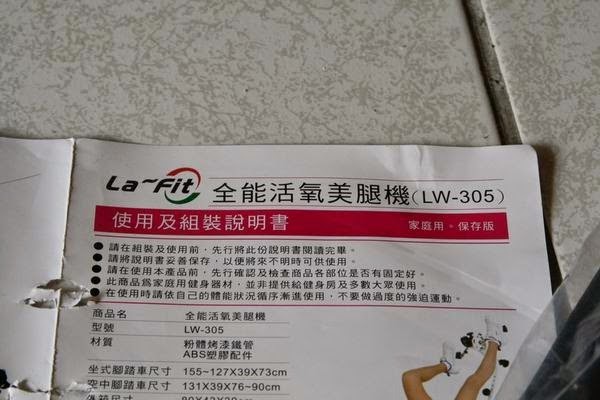 La~Fit 全能活氧美腿機(LW-305)
使用及組裝說明書 家庭用。保存版
●請在組裝及使用前，先行將此份說明書閱讀完畢。
●請將說明書妥善保存，以便將來不明時可供使用。
●請在使用本產品前，先行確認及檢查商品各部位是否有固定好。
●此商品為家庭用健身器材，並非提供給健身房及多數大眾使用。
●在使用時請依自己的體能狀況循序漸進使用，不要做過度的強迫運動。
商品名 全能活氧美腿機
型號 LW-305
材質 粉體烤漆鐵管
ABS塑膠配件
坐式腳踏車尺寸 155~127X39X73cm
空中腳踏車尺寸 131X39X76~90cm